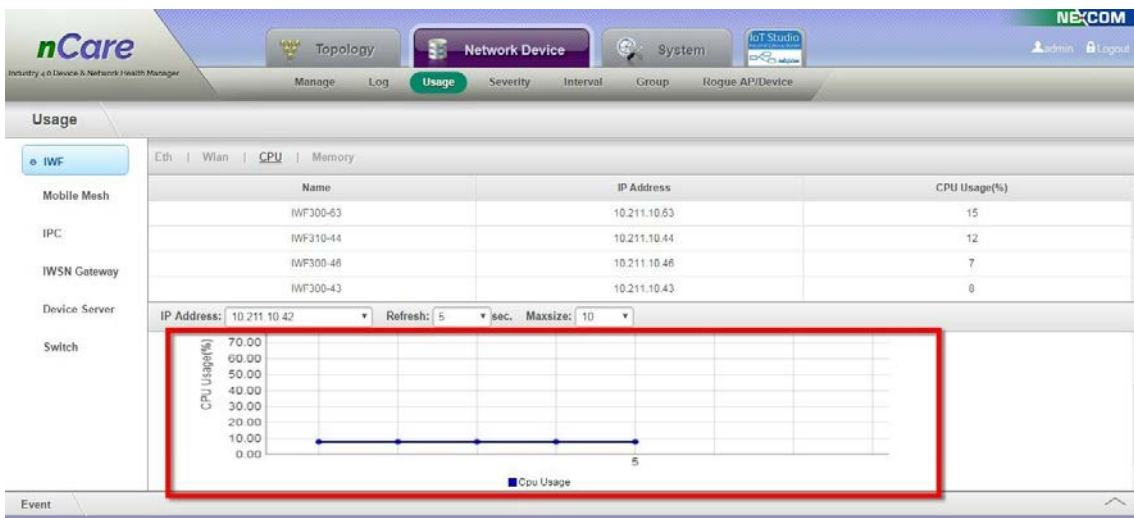 NEXCOM
nCare
Industry 4.0 Device & Network Health Manager
Topology
Network Device
System
IoT Studio
admin
Logout
Manage
Log
Usage
Severity
Interval
Group
Rogue AP/Device
Usage
IWF
Mobile Mesh
IPC
IWSN Gateway
Device Server
Switch
Eth | Wlan | CPU | Memory
Name IP Address CPU Usage(%)
IWF300-63 10.211.10.63 15
IWF310-44 10.211.10.44 12
IWF300-46 10.211.10.46 7
IWF300-43 10.211.10.43 8
IP Address: 10.211.10.42 Refresh: 5 sec. Maxsize: 10
CPU Usage(%)
70.00
60.00
50.00
40.00
30.00
20.00
10.00
0.00
5
Cpu Usage
Event